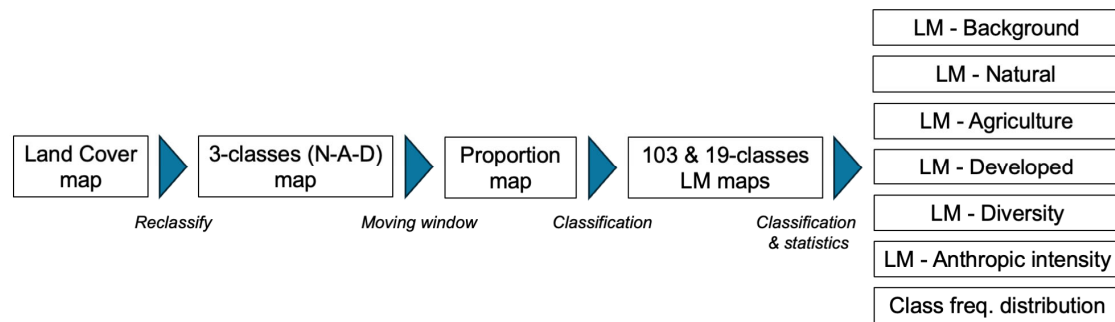 Land Cover
map
Reclassify
3-classes (N-A-D)
map
Moving window
Proportion
map
Classification
103 & 19-classes
LM maps
Classification
& statistics
LM - Background
LM - Natural
LM - Agriculture
LM - Developed
LM - Diversity
LM - Anthropic intensity
Class freq. distribution